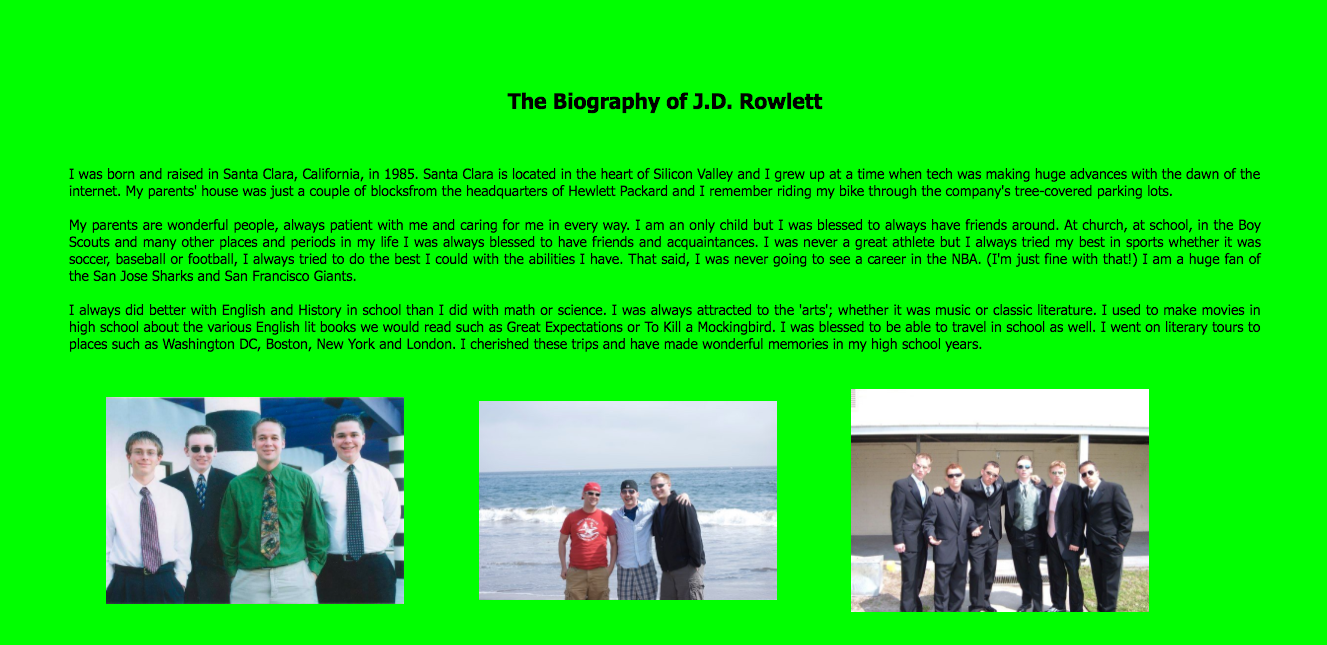 The Biography of J.D. Rowlett
I was born and raised in Santa Clara, California, in 1985. Santa Clara is located in the heart of Silicon Valley and I grew up at a time when tech was making huge advances with the dawn of the
internet. My parents' house was just a couple of blocksfrom the headquarters of Hewlett Packard and I remember riding my bike through the company's tree-covered parking lots.
My parents are wonderful people, always patient with me and caring for me in every way. I am an only child but I was blessed to always have friends around. At church, at school, in the Boy
Scouts and many other places and periods in my life I was always blessed to have friends and acquaintances. I was never a great athlete but I always tried my best in sports whether it was
soccer, baseball or football, I always tried to do the best I could with the abilities I have. That said, I was never going to see a career in the NBA. (I'm just fine with that!) I am a huge fan of
the San Jose Sharks and San Francisco Giants.
I always did better with English and History in school than I did with math or science. I was always attracted to the 'arts'; whether it was music or classic literature. I used to make movies in
high school about the various English lit books we would read such as Great Expectations or To Kill a Mockingbird. I was blessed to be able to travel in school as well. I went on literary tours to
places such as Washington DC, Boston, New York and London. I cherished these trips and have made wonderful memories in my high school years.